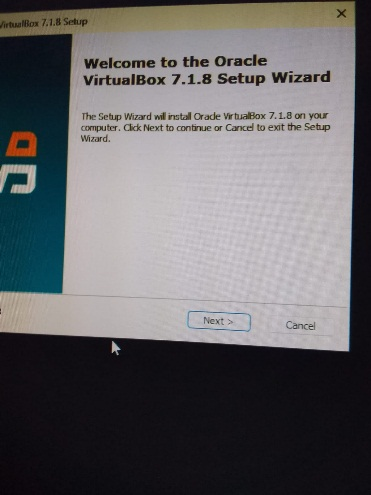 VirtualBox 7.1.8 Setup
Welcome to the Oracle
VirtualBox 7.1.8 Setup Wizard
The Setup Wizard will install Oracle VirtualBox 7.1.8 on your
computer. Click Next to continue or Cancel to exit the Setup
Wizard.
Next >
Cancel